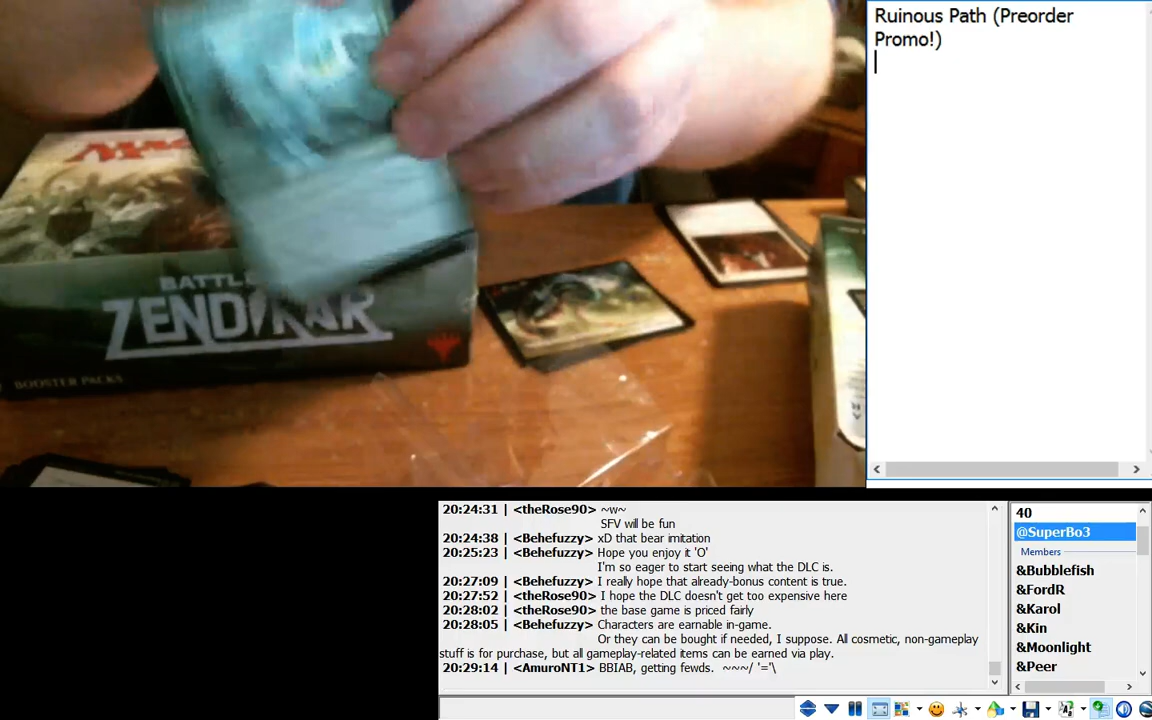 Ruinous Path (Preorder
Promo!)
BATTLE
ZENDIKAR
BOOSTER PACKS
20:24:31 | <theRose90> ~w~
SFV will be fun
20:24:38 | <Behefuzzy> xD that bear imitation
20:25:23 | <Behefuzzy> Hope you enjoy it 'O'
I'm so eager to start seeing what the DLC is.
20:27:09 | <Behefuzzy> I really hope that already-bonus content is true.
20:27:52 | <theRose90> I hope the DLC doesn't get too expensive here
20:28:02 | <theRose90> the base game is priced fairly
20:28:05 | <Behefuzzy> Characters are earnable in-game.
Or they can be bought if needed, I suppose. All cosmetic, non-gameplay
stuff is for purchase, but all gameplay-related items can be earned via play.
20:29:14 | <AmuroNT1> BBIAB, getting fewds.  ~~~/ '='\
40
@SuperBo3
Members
&Bubblefish
&FordR
&Karol
&Kin
&Moonlight
&Peer